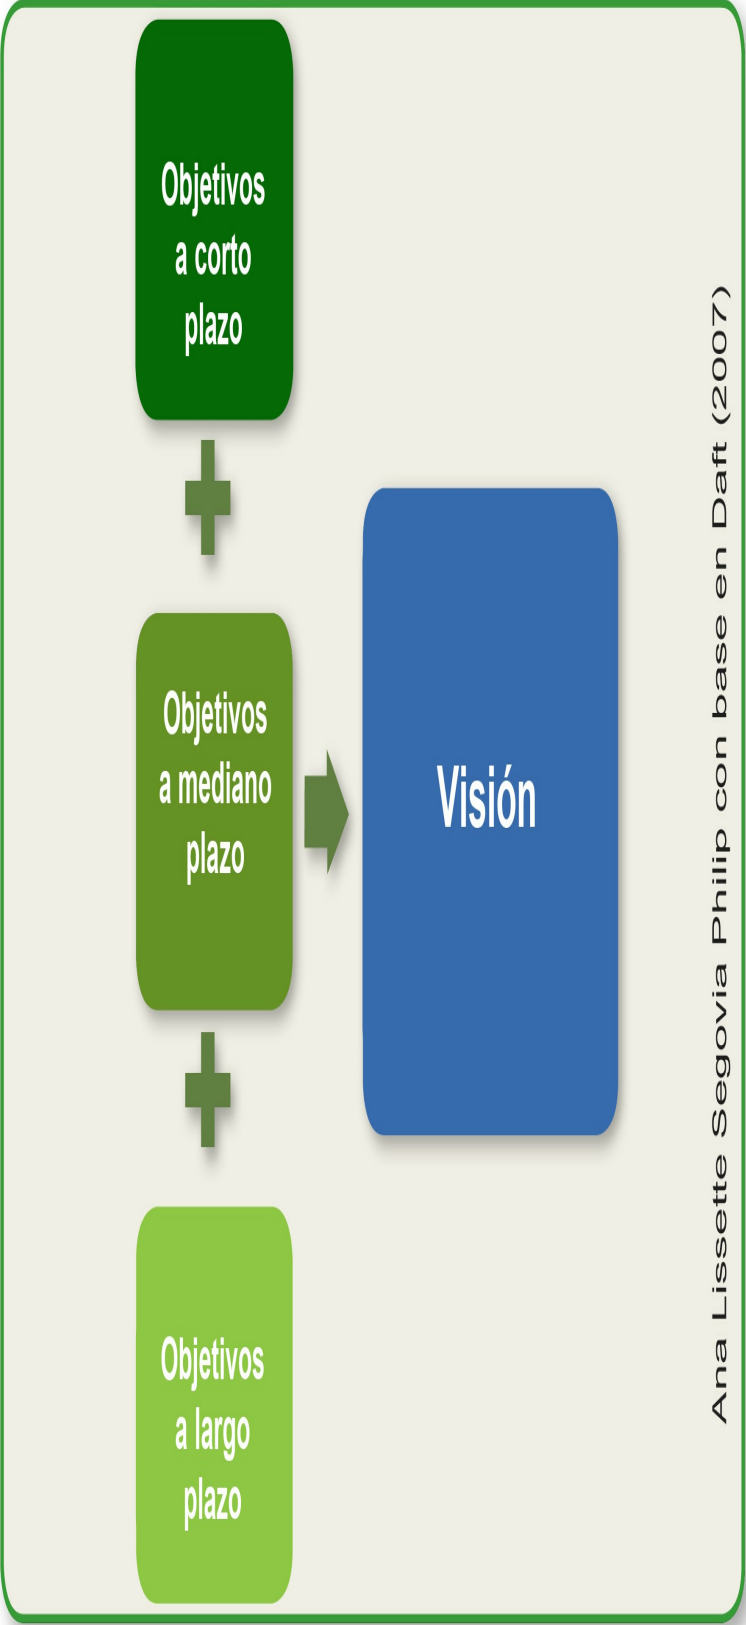 Objetivos
a corto
plazo
Objetivos
a mediano
plazo
Objetivos
a largo
plazo
Visión
Ana Lissette Segovia Philip con base en Daft (2007)